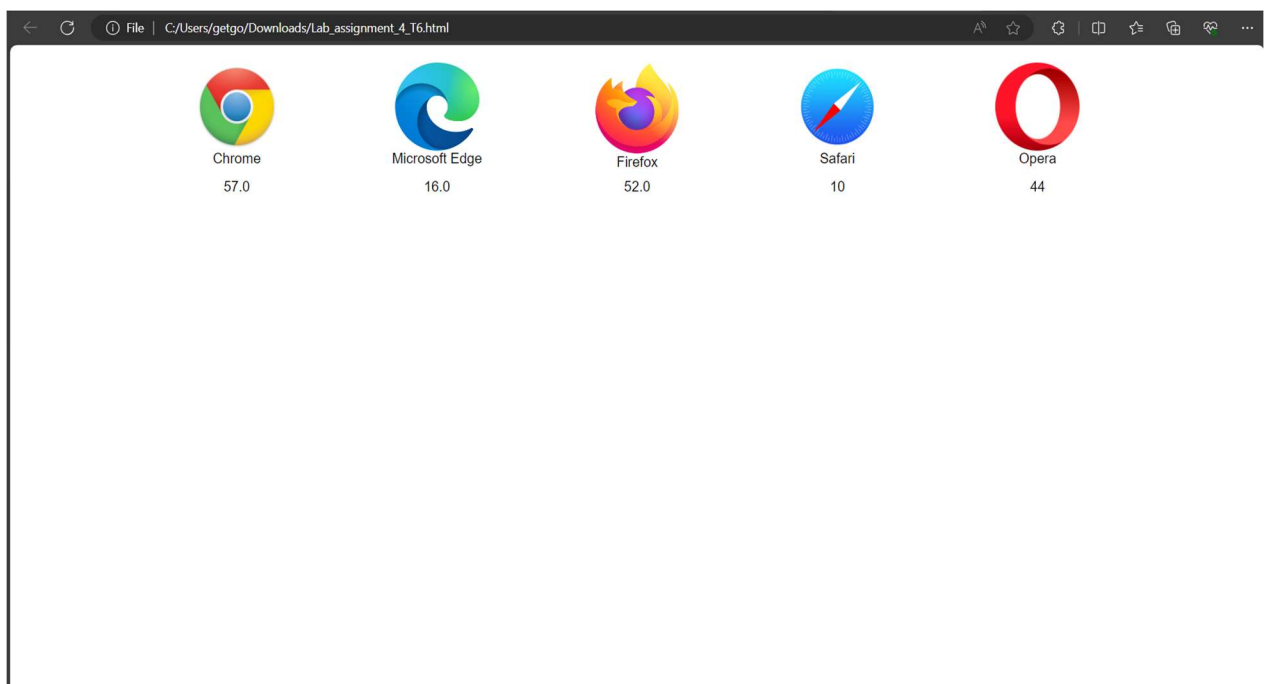 File | C:/Users/getgo/Downloads/Lab_assignment_4_T6.html
Chrome Microsoft Edge Firefox Safari Opera
57.0 16.0 52.0 10 44